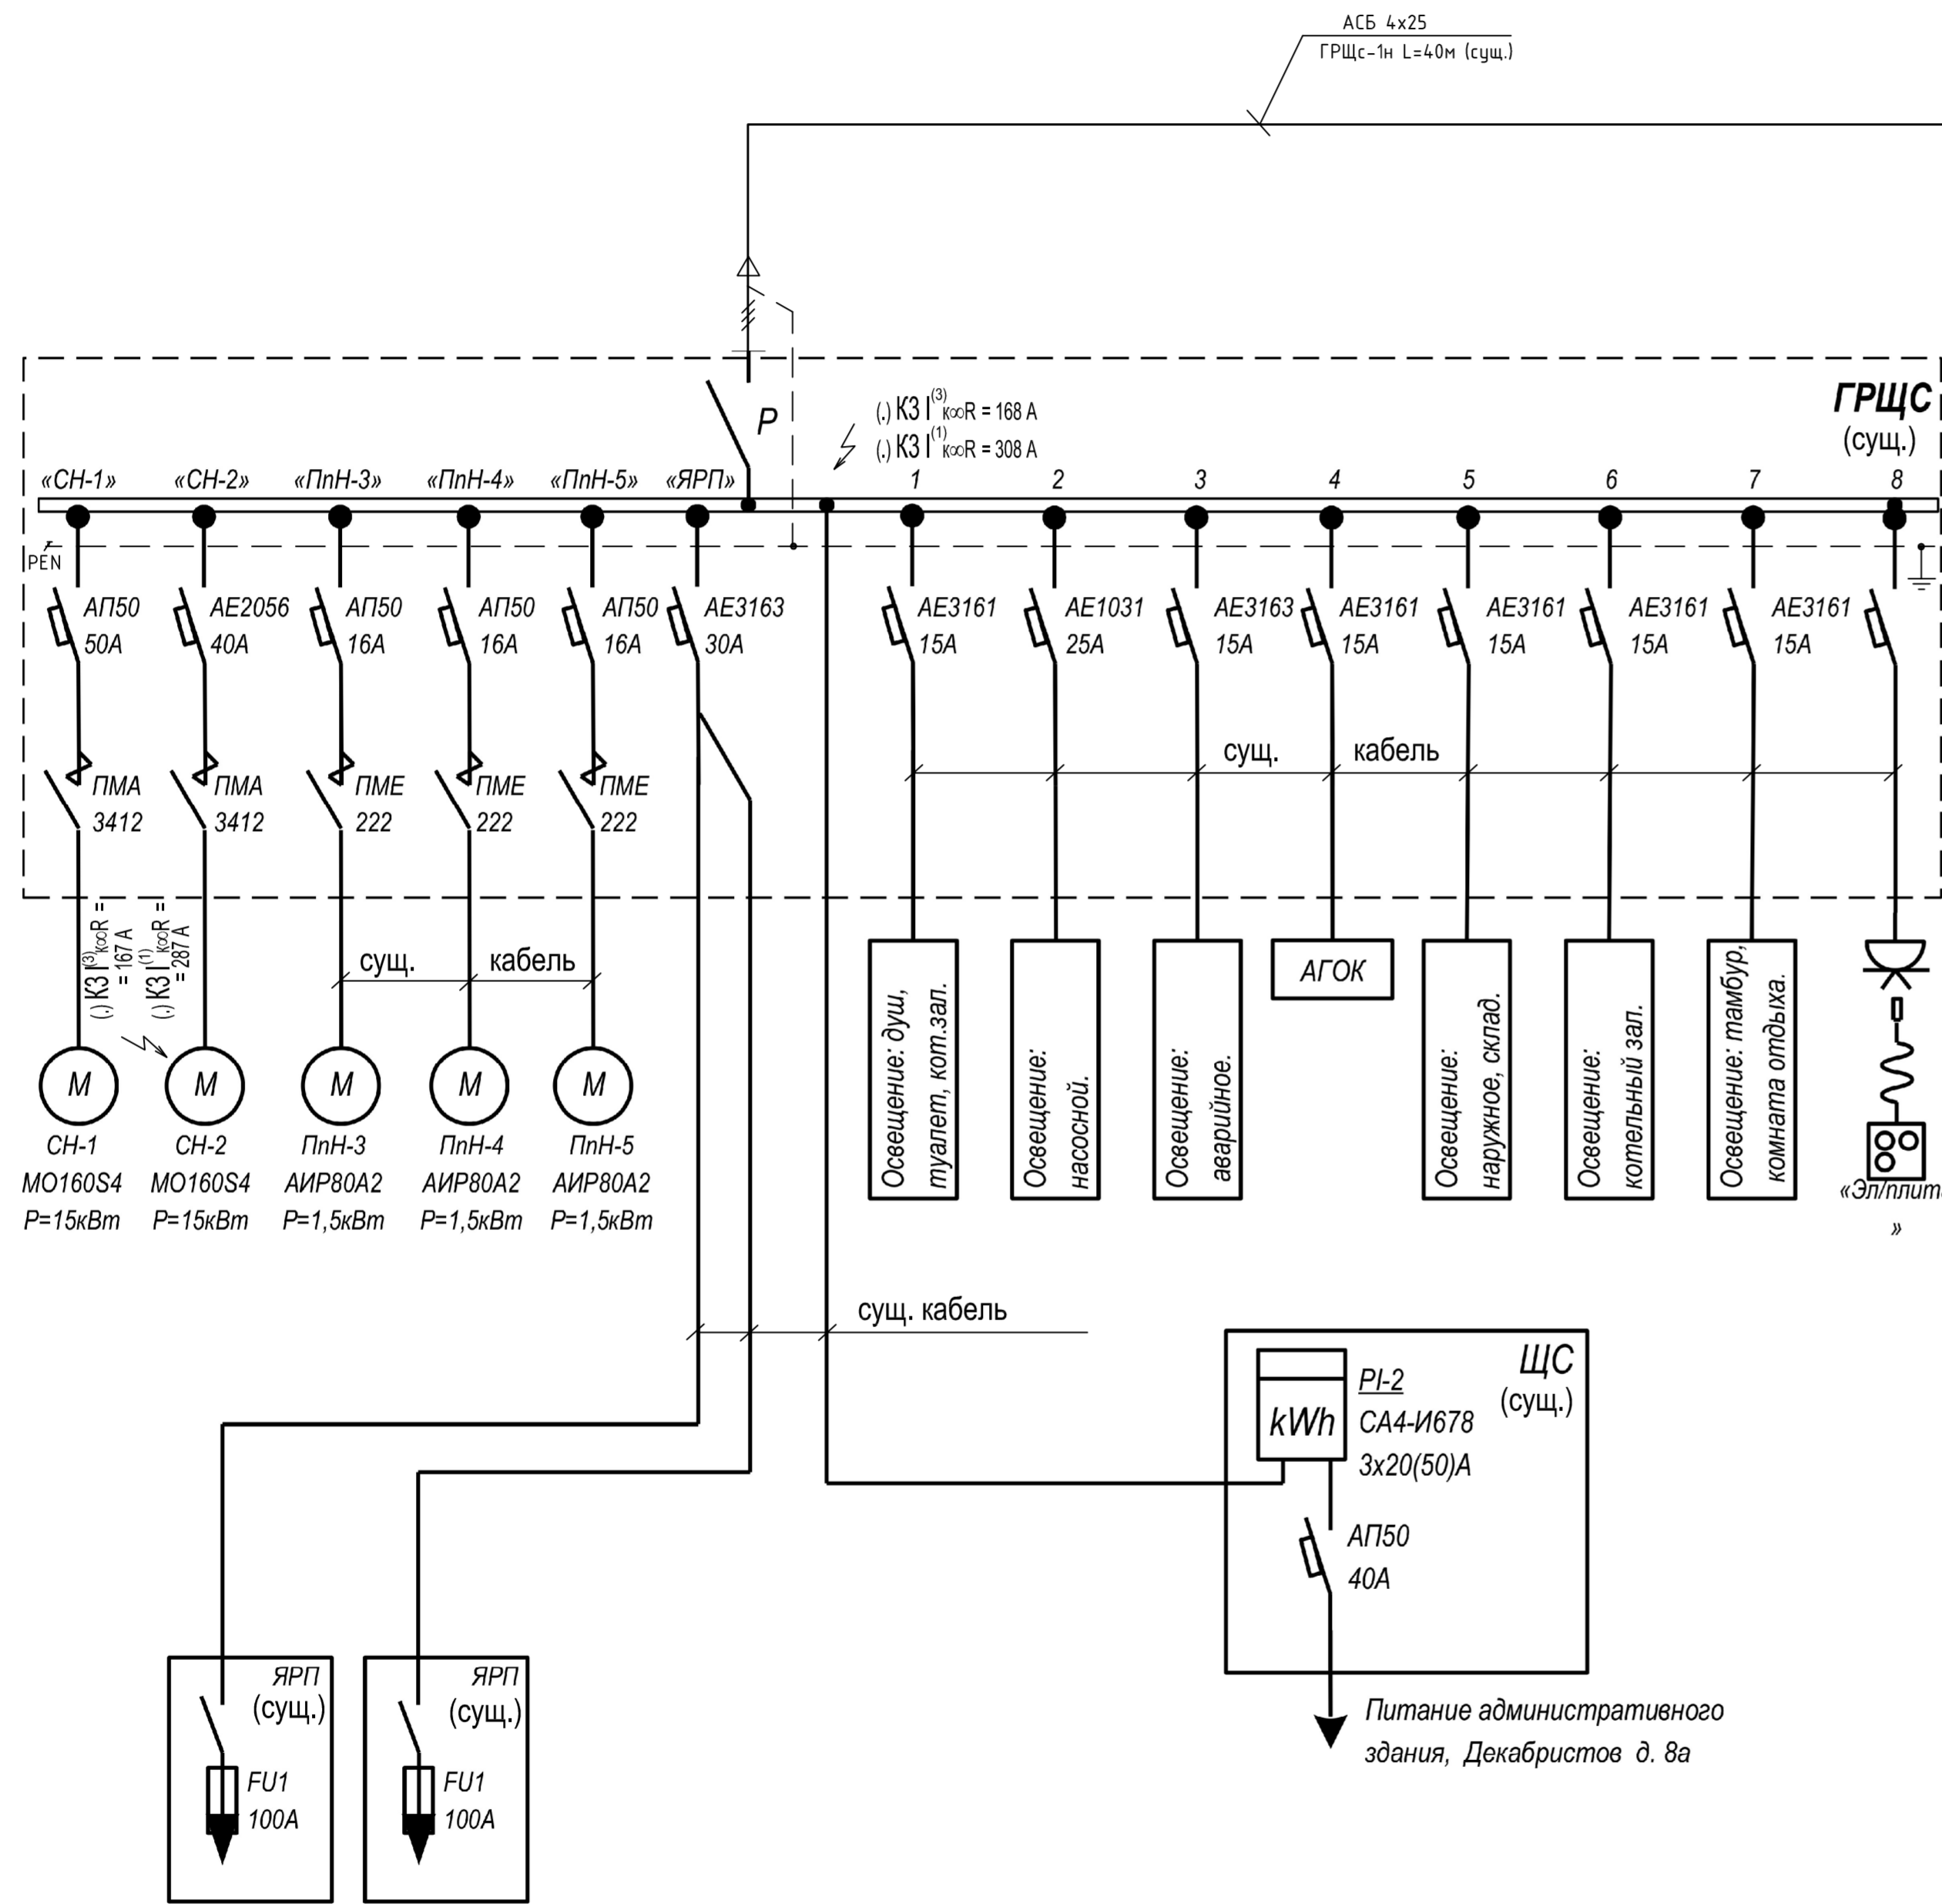 АСБ 4х25
ГРЩс-1н L=40м (сущ.)
Р
(.) КЗ I(3) к∞R = 168 А
(.) КЗ I(1) к∞R = 308 А
ГРЩС
(сущ.)
«СН-1» «СН-2» «ПпН-3» «ПпН-4» «ПпН-5» «ЯРП» 1 2 3 4 5 6 7 8
PEN
АП50 АЕ2056 АП50 АП50 АП50 АЕ3163 АЕ3161 АЕ1031 АЕ3163 АЕ3161 АЕ3161 АЕ3161 АЕ3161
50А 40А 16А 16А 16А 30А 15А 25А 15А 15А 15А 15А 15А
сущ. кабель
ПМА ПМА ПМЕ ПМЕ ПМЕ
3412 3412 222 222 222
(.) КЗ I(3) к∞R =
= 167 А
(.) КЗ I(1) к∞R =
= 287 А
сущ. кабель
М М М М М
СН-1 СН-2 ПпН-3 ПпН-4 ПпН-5
МО160S4 МО160S4 АИР80А2 АИР80А2 АИР80А2
Р=15кВт Р=15кВт Р=1,5кВт Р=1,5кВт Р=1,5кВт
Освещение: душ,
туалет, кот.зал.
Освещение:
насосной.
Освещение:
аварийное.
АГОК
Освещение:
наружное, склад.
Освещение:
котельный зал.
Освещение: тамбур,
комната отдыха.
«Эл/плит
»
сущ. кабель
ЩС
(сущ.)
kWh
PI-2
СА4-И678
3х20(50)А
АП50
40А
Питание административного
здания, Декабристов д. 8а
ЯРП
(сущ.)
FU1
100А
ЯРП
(сущ.)
FU1
100А